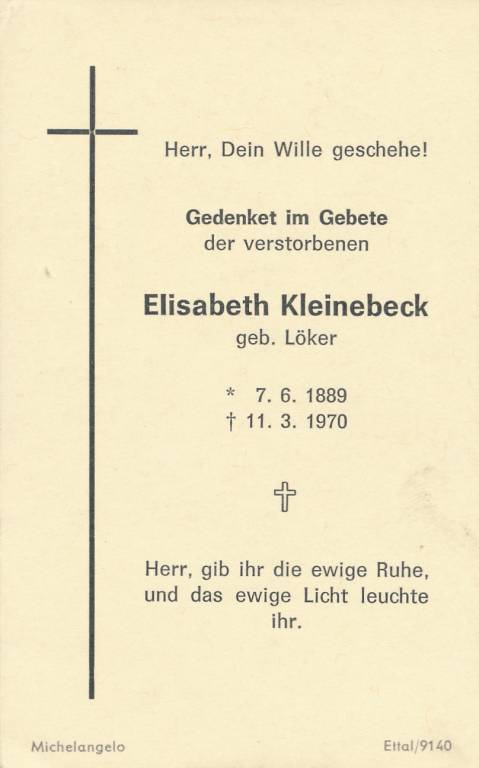 Herr, Dein Wille geschehe!
Gedenket im Gebete
der verstorbenen
Elisabeth Kleinebeck
geb. Löker
* 7. 6. 1889
† 11. 3. 1970
Herr, gib ihr die ewige Ruhe,
und das ewige Licht leuchte
ihr.
Michelangelo
Ettal/9140